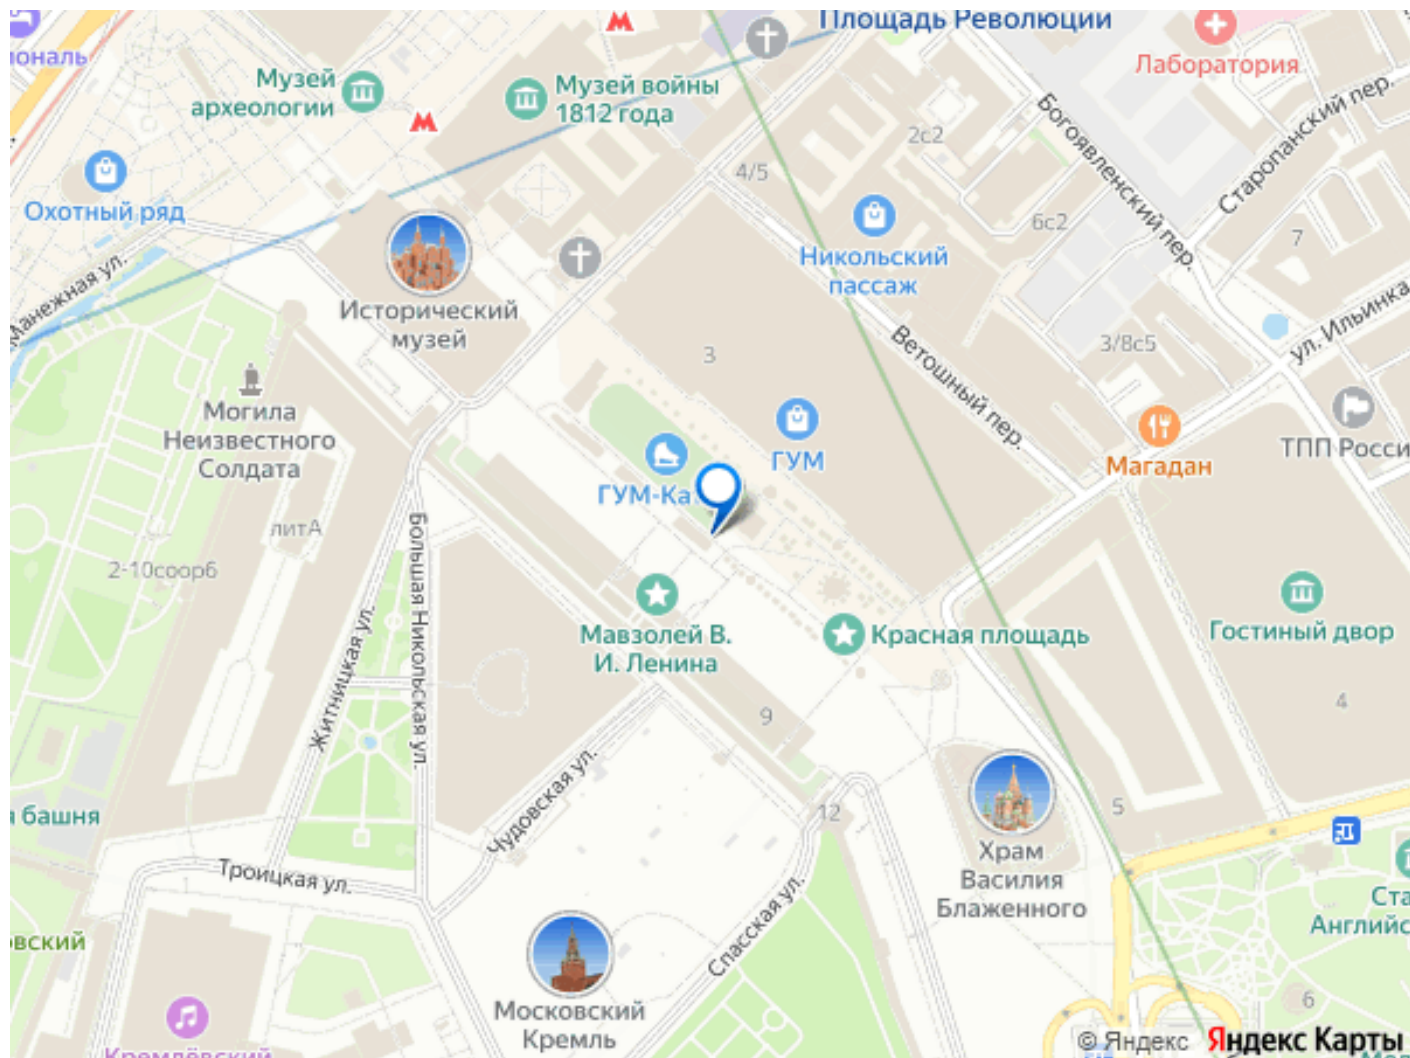 Площадь Революции
Лаборатория
Музей
археологии
Музей войны
1812 года
Богоявленский пер.
Старопанский пер.
2с2
4/5
6с2
7
Охотный ряд
Манежная ул.
Никольский
пассаж
Исторический
музей
3
Ветошный пер.
3/8с5
ул. Ильинка
Могила
Неизвестного
Солдата
ГУМ
Магадан
ТПП Росси
ГУМ-Ка
литА
2-10соор6
Большая Никольская ул.
Житницкая ул.
Мавзолей В.
И. Ленина
Красная площадь
Гостиный двор
4
9
Чудовская ул.
12
5
я башня
Троицкая ул.
Храм
Василия
Блаженного
Спасская ул.
Ста
Английс
овский
Московский
Кремль
6
Кремлёвский
© Яндекс Яндекс Карты